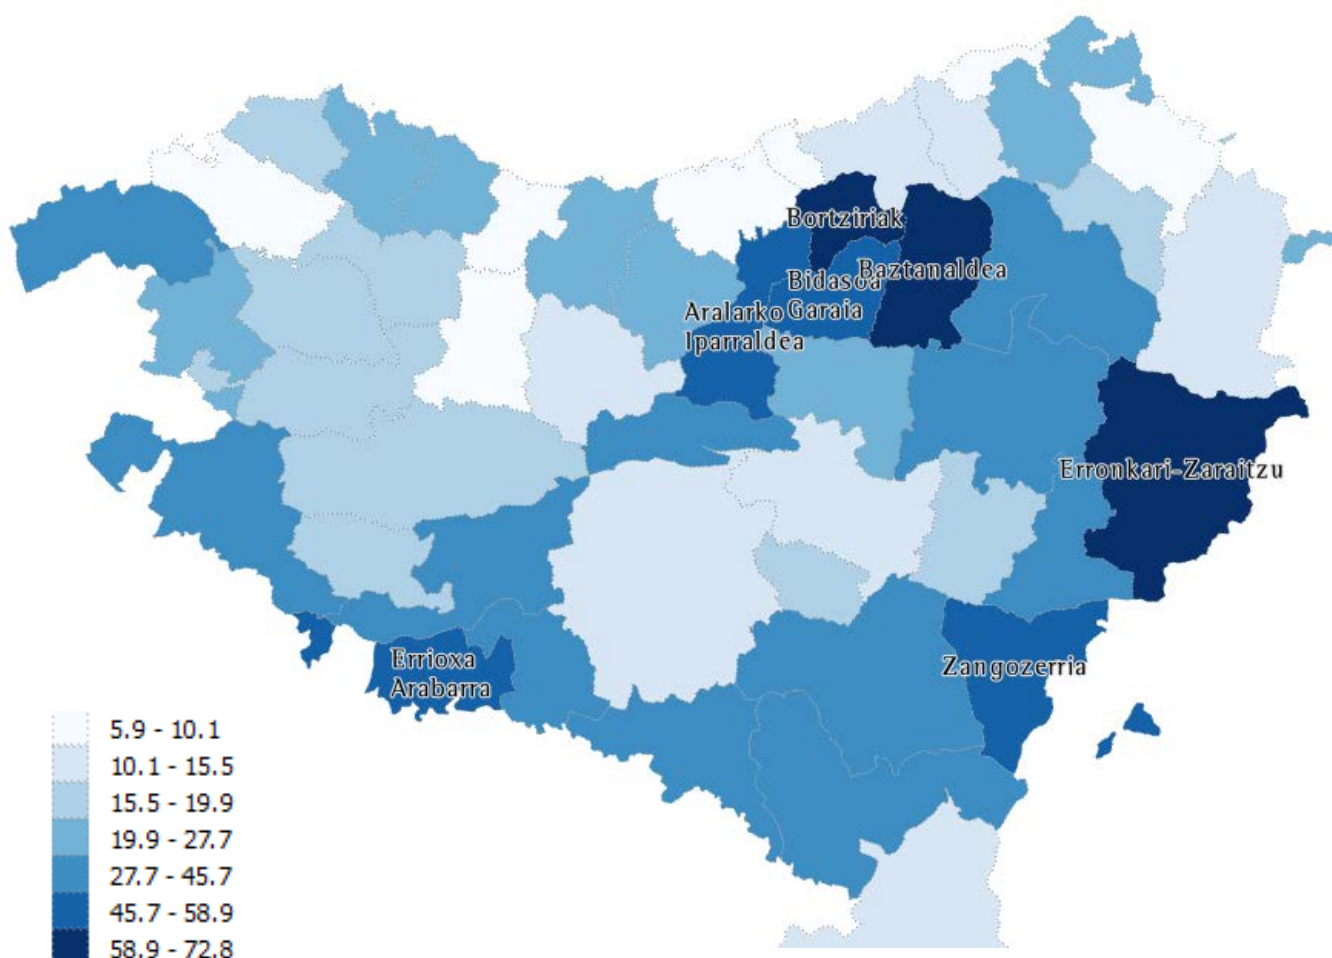 Bortziriak
Baztanaldea
Bidasoa
Garaia
Aralarko
Iparraldea
Erronkari-Zaraitzu
Errioxa
Arabarra
Zangozerria
5.9 - 10.1
10.1 - 15.5
15.5 - 19.9
19.9 - 27.7
27.7 - 45.7
45.7 - 58.9
58.9 - 72.8